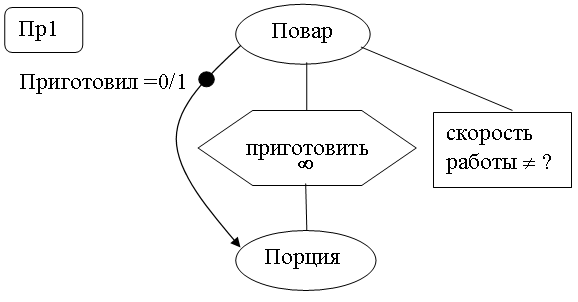 Пр1
Повар
Приготовил =0/1
приготовить
∞
скорость
работы ≠ ?
Порция